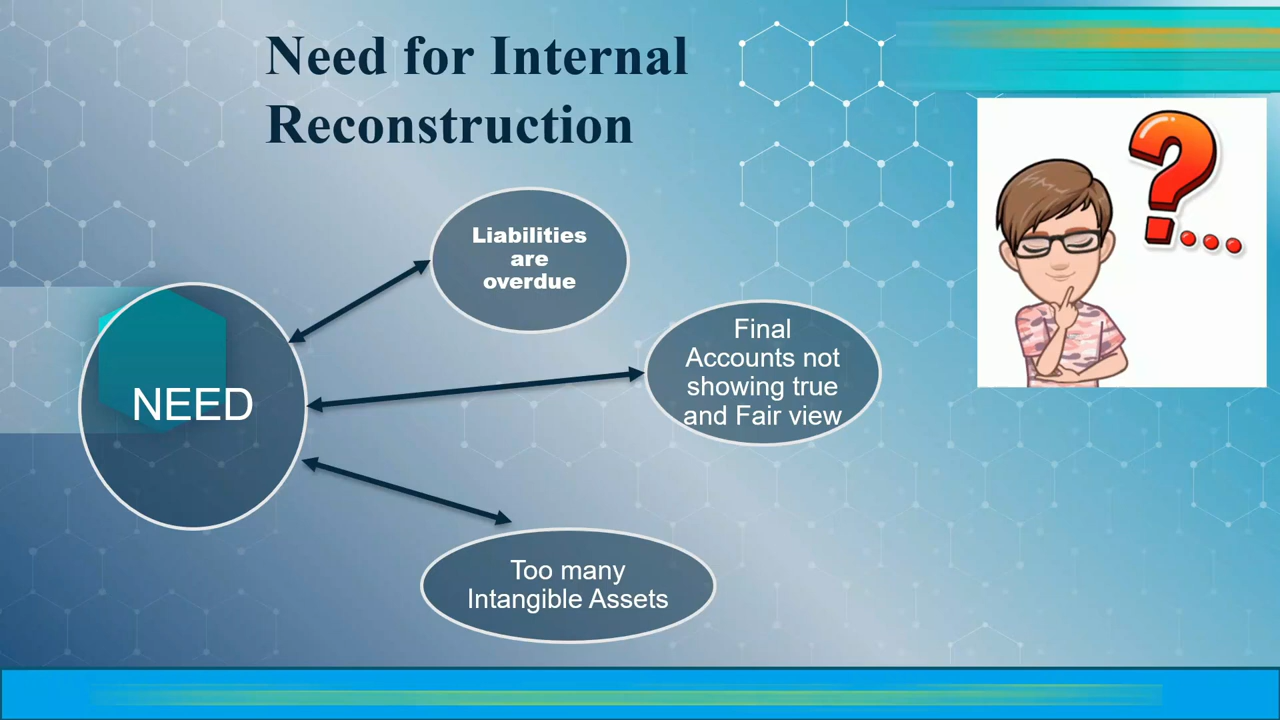 Need for Internal
Reconstruction
Liabilities
are
overdue
Final
Accounts not
showing true
and Fair view
NEED
Too many
Intangible Assets